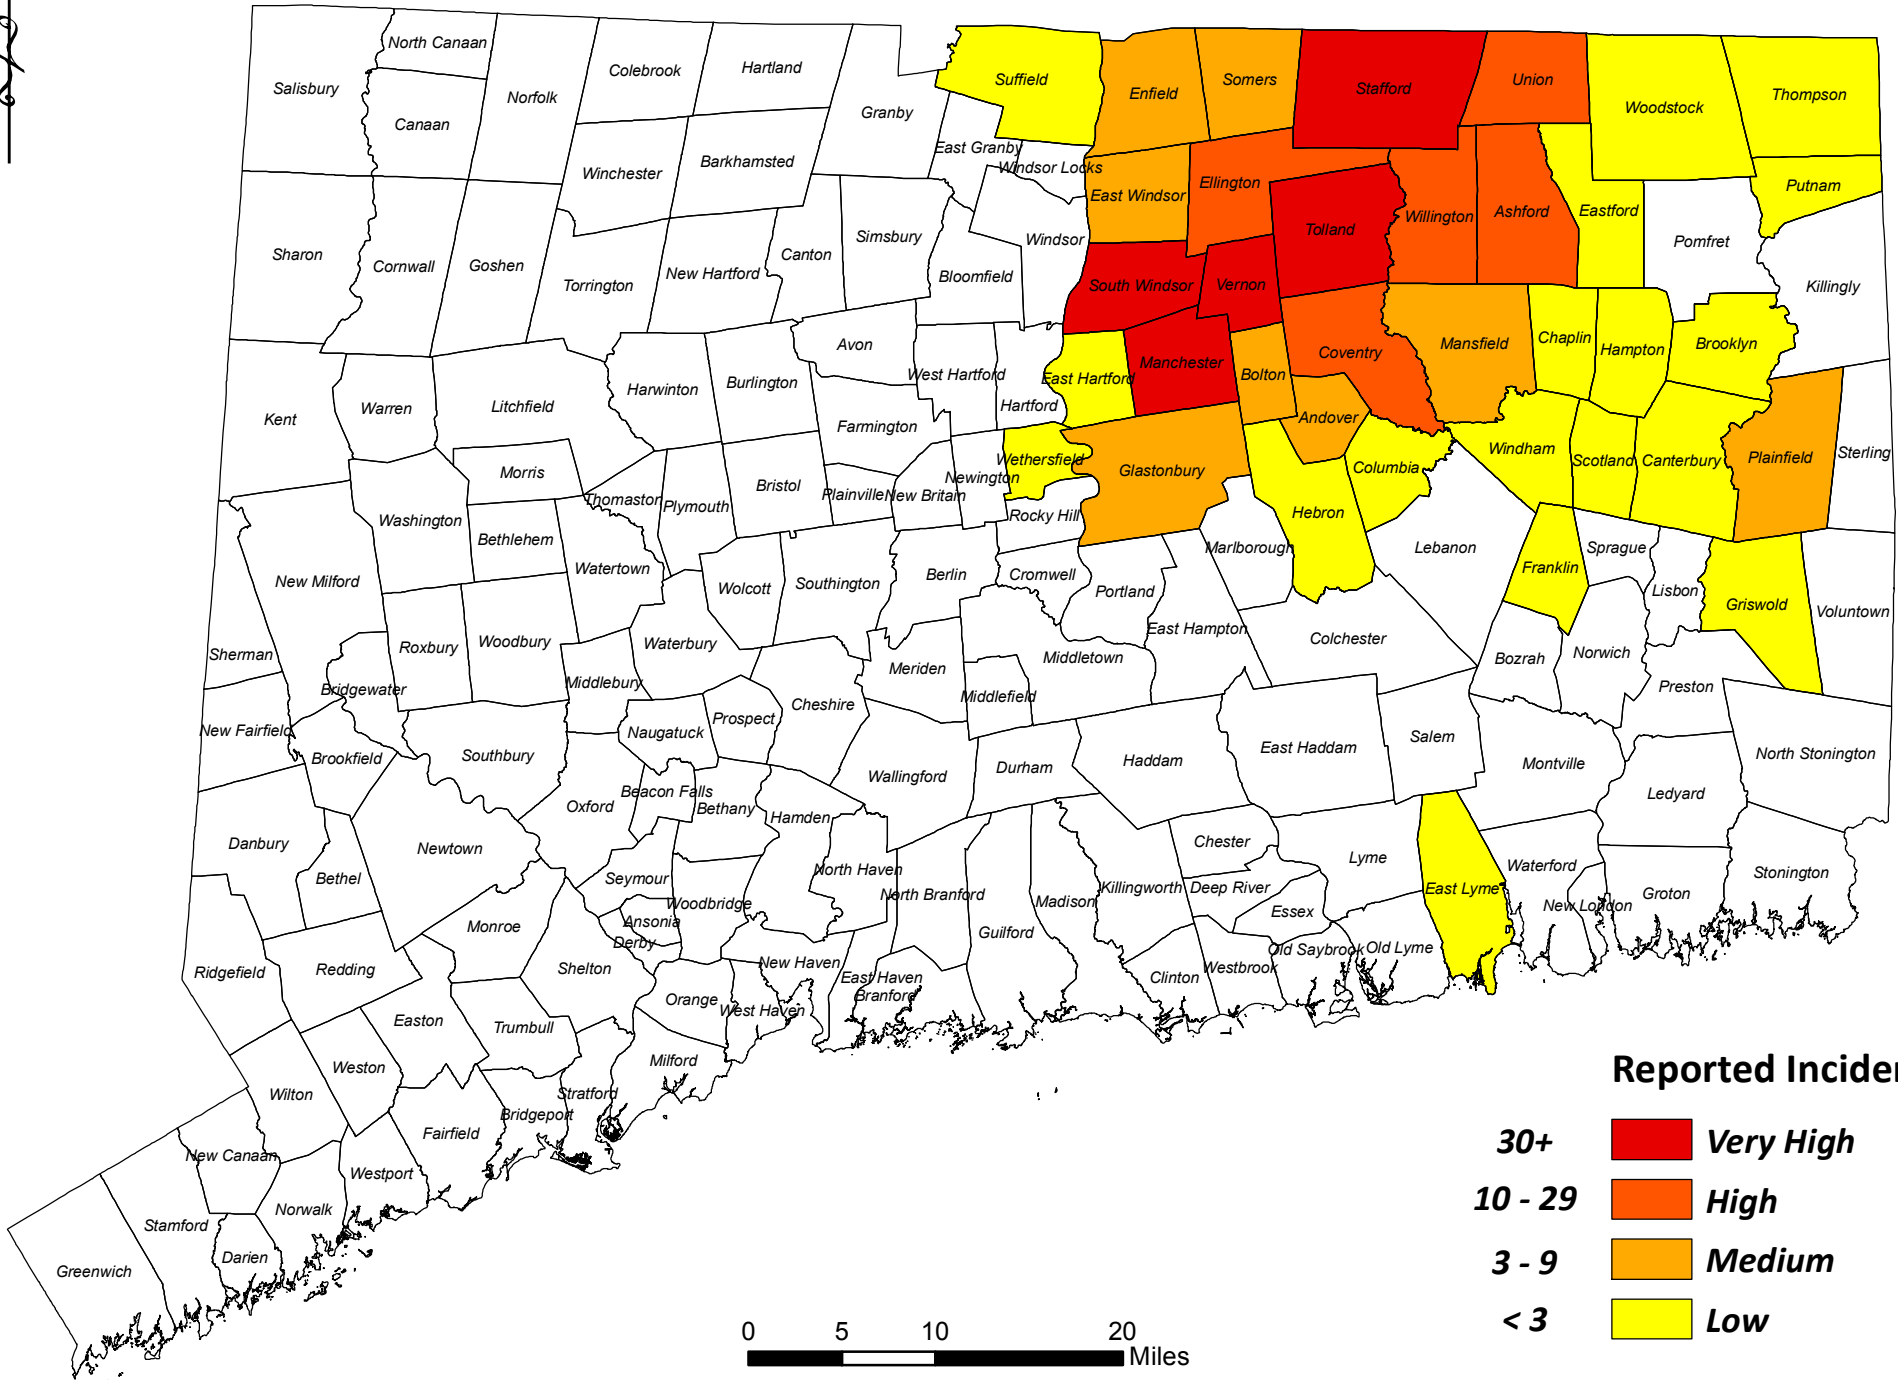 North Canaan
Colebrook
Hartland
Salisbury
Norfolk
Canaan
Granby
Suffield
Enfield
Somers
Stafford
Union
Woodstock
Thompson
Winchester
Barkhamsted
East Granby
Windsor Locks
East Windsor
Ellington
Tolland
Willington
Ashford
Eastford
Putnam
Sharon
Cornwall
Goshen
Torrington
New Hartford
Canton
Simsbury
Bloomfield
Windsor
South Windsor
Vernon
Pomfret
Killingly
Kent
Warren
Litchfield
Harwinton
Burlington
Avon
West Hartford
Hartford
East Hartford
Manchester
Bolton
Coventry
Mansfield
Chaplin
Hampton
Brooklyn
Farmington
Andover
Morris
Thomaston
Plymouth
Bristol
Plainville
New Britain
Newington
Wethersfield
Glastonbury
Columbia
Windham
Scotland
Canterbury
Plainfield
Sterling
Washington
Bethlehem
Watertown
Rocky Hill
Hebron
Marlborough
Lebanon
Sprague
Franklin
Lisbon
Griswold
Voluntown
New Milford
Wolcott
Southington
Berlin
Cromwell
Portland
East Hampton
Colchester
Bozrah
Norwich
Preston
Sherman
Roxbury
Woodbury
Waterbury
Middlebury
Bridgewater
Meriden
Middletown
Middlefield
Cheshire
New Fairfield
Brookfield
Southbury
Naugatuck
Prospect
Wallingford
Durham
Haddam
East Haddam
Salem
Montville
North Stonington
Ledyard
Oxford
Beacon Falls
Bethany
Hamden
Danbury
Bethel
Newtown
Seymour
Woodbridge
North Haven
North Branford
Madison
Killingworth
Chester
Deep River
Essex
Lyme
East Lyme
Waterford
New London
Groton
Stonington
Ansonia
Derby
Monroe
Shelton
Guilford
Ridgefield
Redding
Orange
New Haven
West Haven
East Haven
Branford
Clinton
Westbrook
Old Saybrook
Old Lyme
Easton
Trumbull
Milford
Weston
Wilton
Stratford
Bridgeport
Fairfield
New Canaan
Westport
Norwalk
Stamford
Darien
Greenwich
Reported Inciden
30+ Very High
10 - 29 High
3 - 9 Medium
< 3 Low
0 5 10 20
Miles